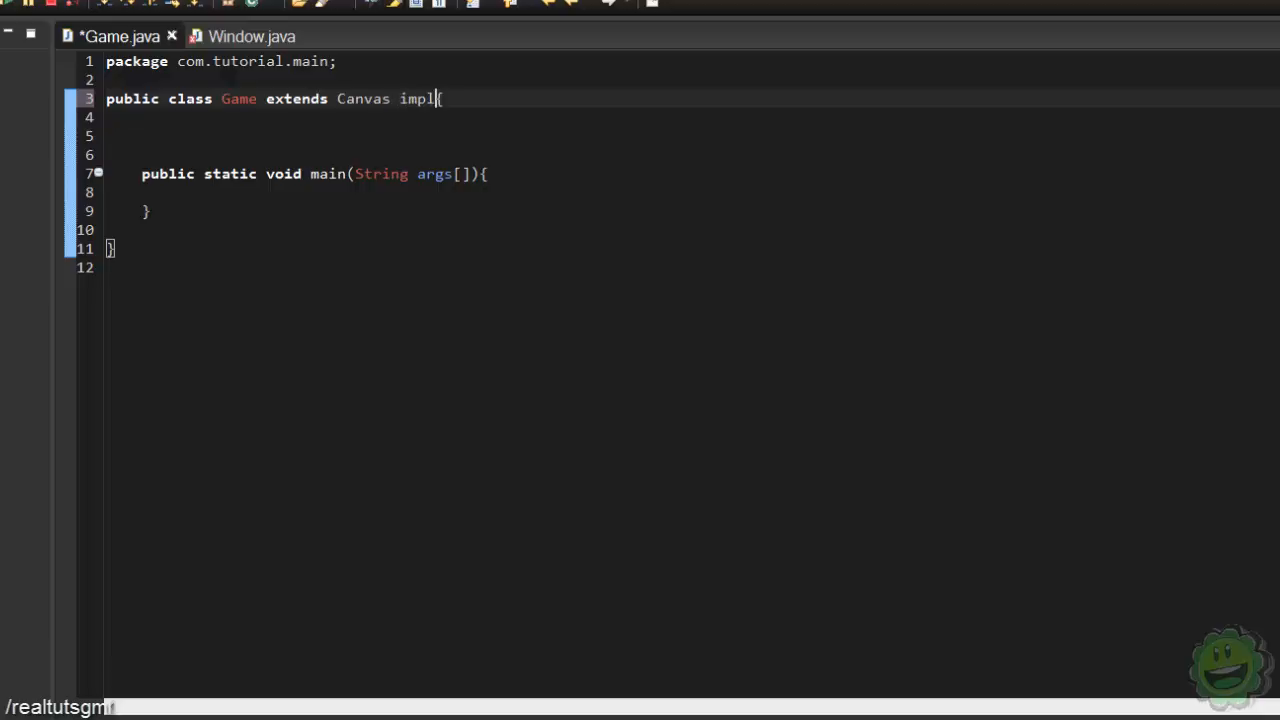 *Game.java Window.java
1 package com.tutorial.main;
2
3 public class Game extends Canvas impl{
4
5
6
7 public static void main(String args[]){
8
9 }
10
11 }
12
/realtutsgmr